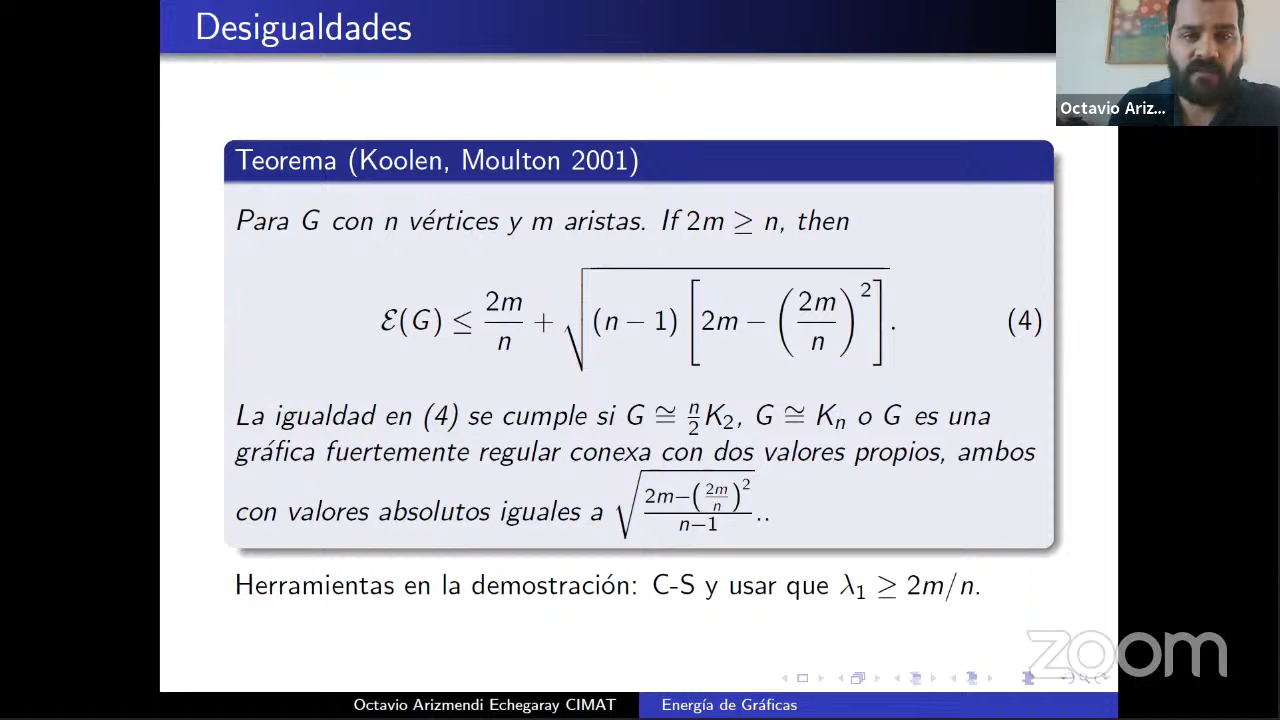 Desigualdades
Octavio Ariz...
Teorema (Koolen, Moulton 2001)
Para G con n vértices y m aristas. If 2m ≥ n, then
ℰ(G) ≤ 2m/n + √((n − 1) [2m − (2m/n)²]). (4)
La igualdad en (4) se cumple si G ≅ n/2 K₂, G ≅ Kₙ o G es una
gráfica fuertemente regular conexa con dos valores propios, ambos
con valores absolutos iguales a √((2m−(2m/n)²)/(n−1))..
Herramientas en la demostración: C-S y usar que λ₁ ≥ 2m/n.
zoom
Octavio Arizmendi Echegaray CIMAT
Energía de Gráficas